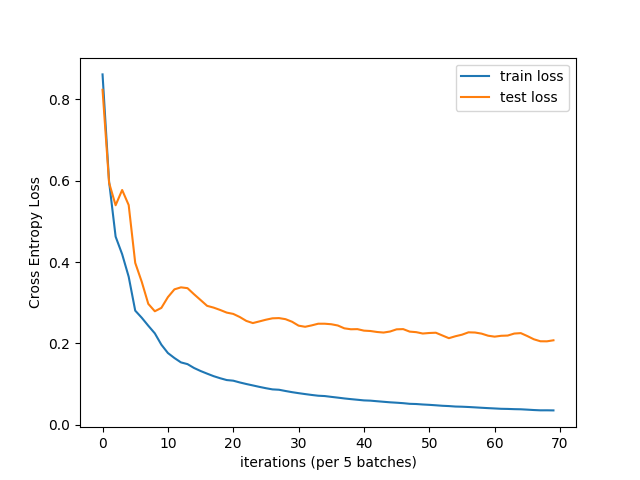 train loss
test loss
0.8
0.6
0.4
0.2
0.0
Cross Entropy Loss
0 10 20 30 40 50 60 70
iterations (per 5 batches)